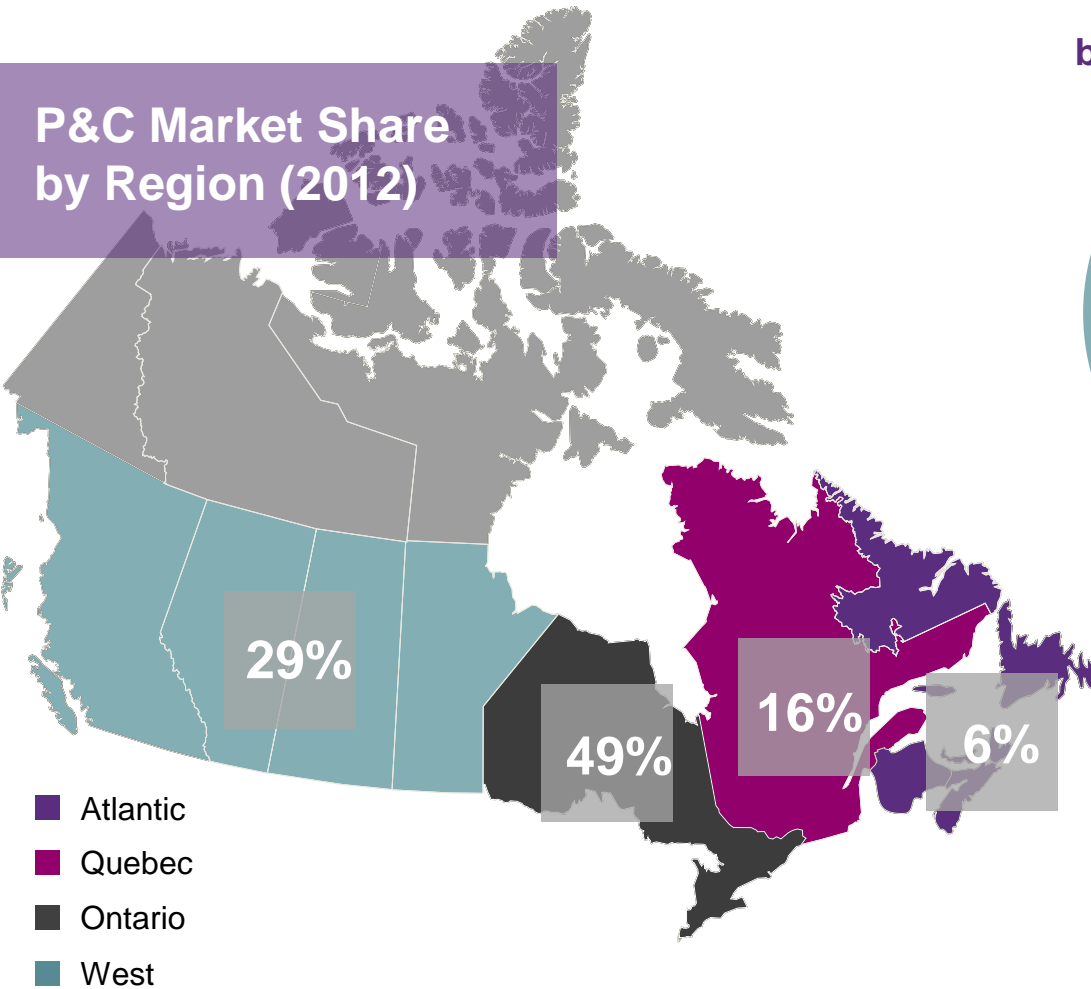 P&C Market Share
by Region (2012)
29%
49%
16%
6%
Atlantic
Quebec
Ontario
West